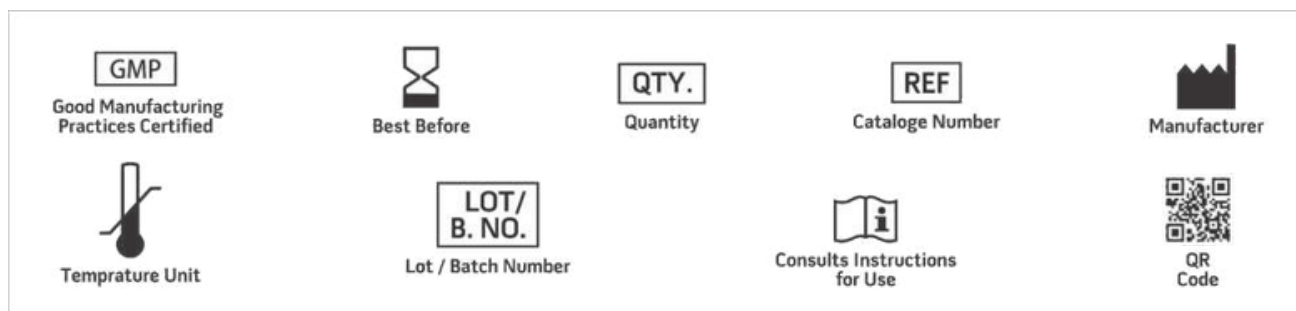 GMP
Good Manufacturing
Practices Certified
Best Before
QTY.
Quantity
REF
Cataloge Number
Manufacturer
Temprature Unit
LOT/
B. NO.
Lot / Batch Number
i
Consults Instructions
for Use
QR
Code